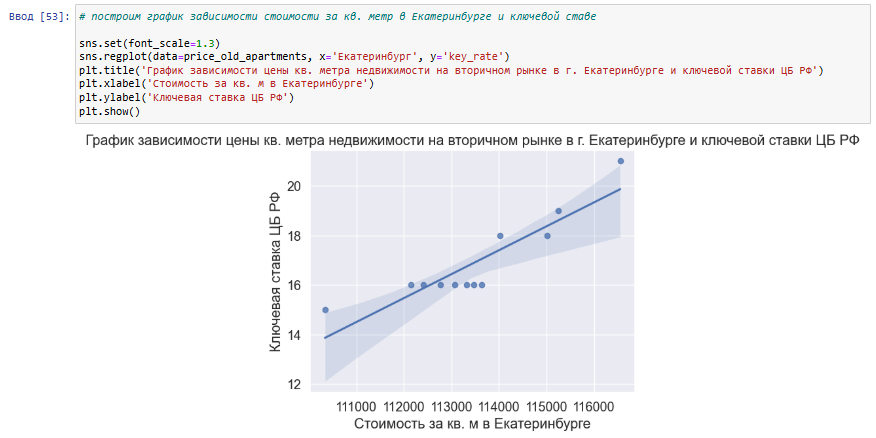 Ввод [53]: # построим график зависимости стоимости за кв. метр в Екатеринбурге и ключевой ставе
sns.set(font_scale=1.3)
sns.regplot(data=price_old_apartments, x='Екатеринбург', y='key_rate')
plt.title('График зависимости цены кв. метра недвижимости на вторичном рынке в г. Екатеринбурге и ключевой ставки ЦБ РФ')
plt.xlabel('Стоимость за кв. м в Екатеринбурге')
plt.ylabel('Ключевая ставка ЦБ РФ')
plt.show()
График зависимости цены кв. метра недвижимости на вторичном рынке в г. Екатеринбурге и ключевой ставки ЦБ РФ
Ключевая ставка ЦБ РФ
20
18
16
14
12
111000 112000 113000 114000 115000 116000
Стоимость за кв. м в Екатеринбурге